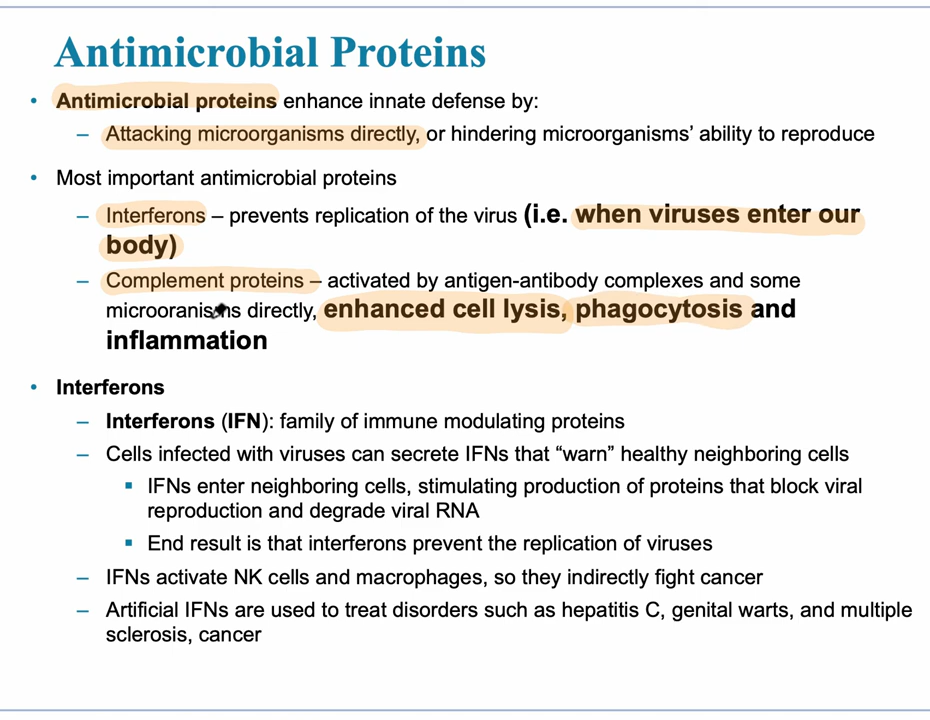 Antimicrobial Proteins
• Antimicrobial proteins enhance innate defense by:
– Attacking microorganisms directly, or hindering microorganisms’ ability to reproduce
• Most important antimicrobial proteins
– Interferons – prevents replication of the virus (i.e. when viruses enter our
body)
– Complement proteins – activated by antigen-antibody complexes and some
microoranisms directly, enhanced cell lysis, phagocytosis and
inflammation
• Interferons
– Interferons (IFN): family of immune modulating proteins
– Cells infected with viruses can secrete IFNs that “warn” healthy neighboring cells
▪ IFNs enter neighboring cells, stimulating production of proteins that block viral
reproduction and degrade viral RNA
▪ End result is that interferons prevent the replication of viruses
– IFNs activate NK cells and macrophages, so they indirectly fight cancer
– Artificial IFNs are used to treat disorders such as hepatitis C, genital warts, and multiple
sclerosis, cancer